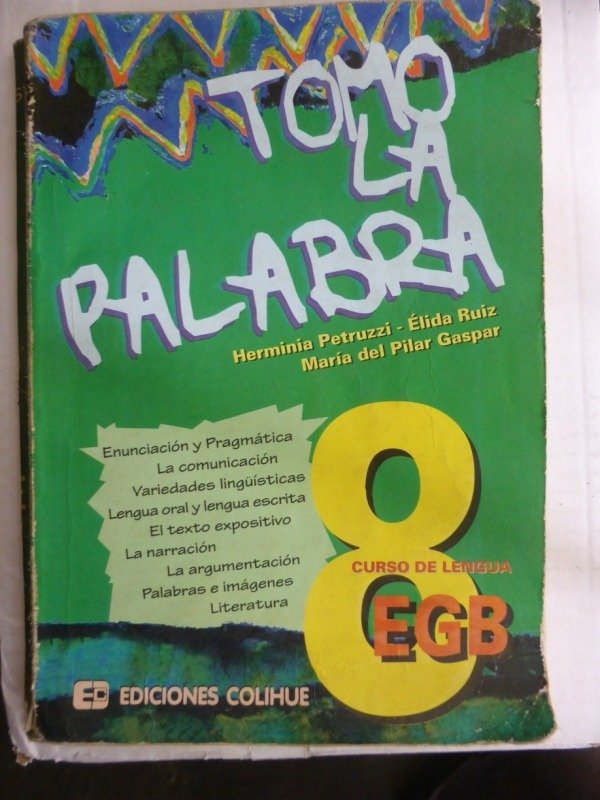 TOMO
LA
PALABRA
Herminia Petruzzi - Élida Ruiz
María del Pilar Gaspar
Enunciación y Pragmática
La comunicación
Variedades lingüísticas
Lengua oral y lengua escrita
El texto expositivo
La narración
La argumentación
Palabras e imágenes
Literatura
8
CURSO DE LENGUA
EGB
EDICIONES COLIHUE